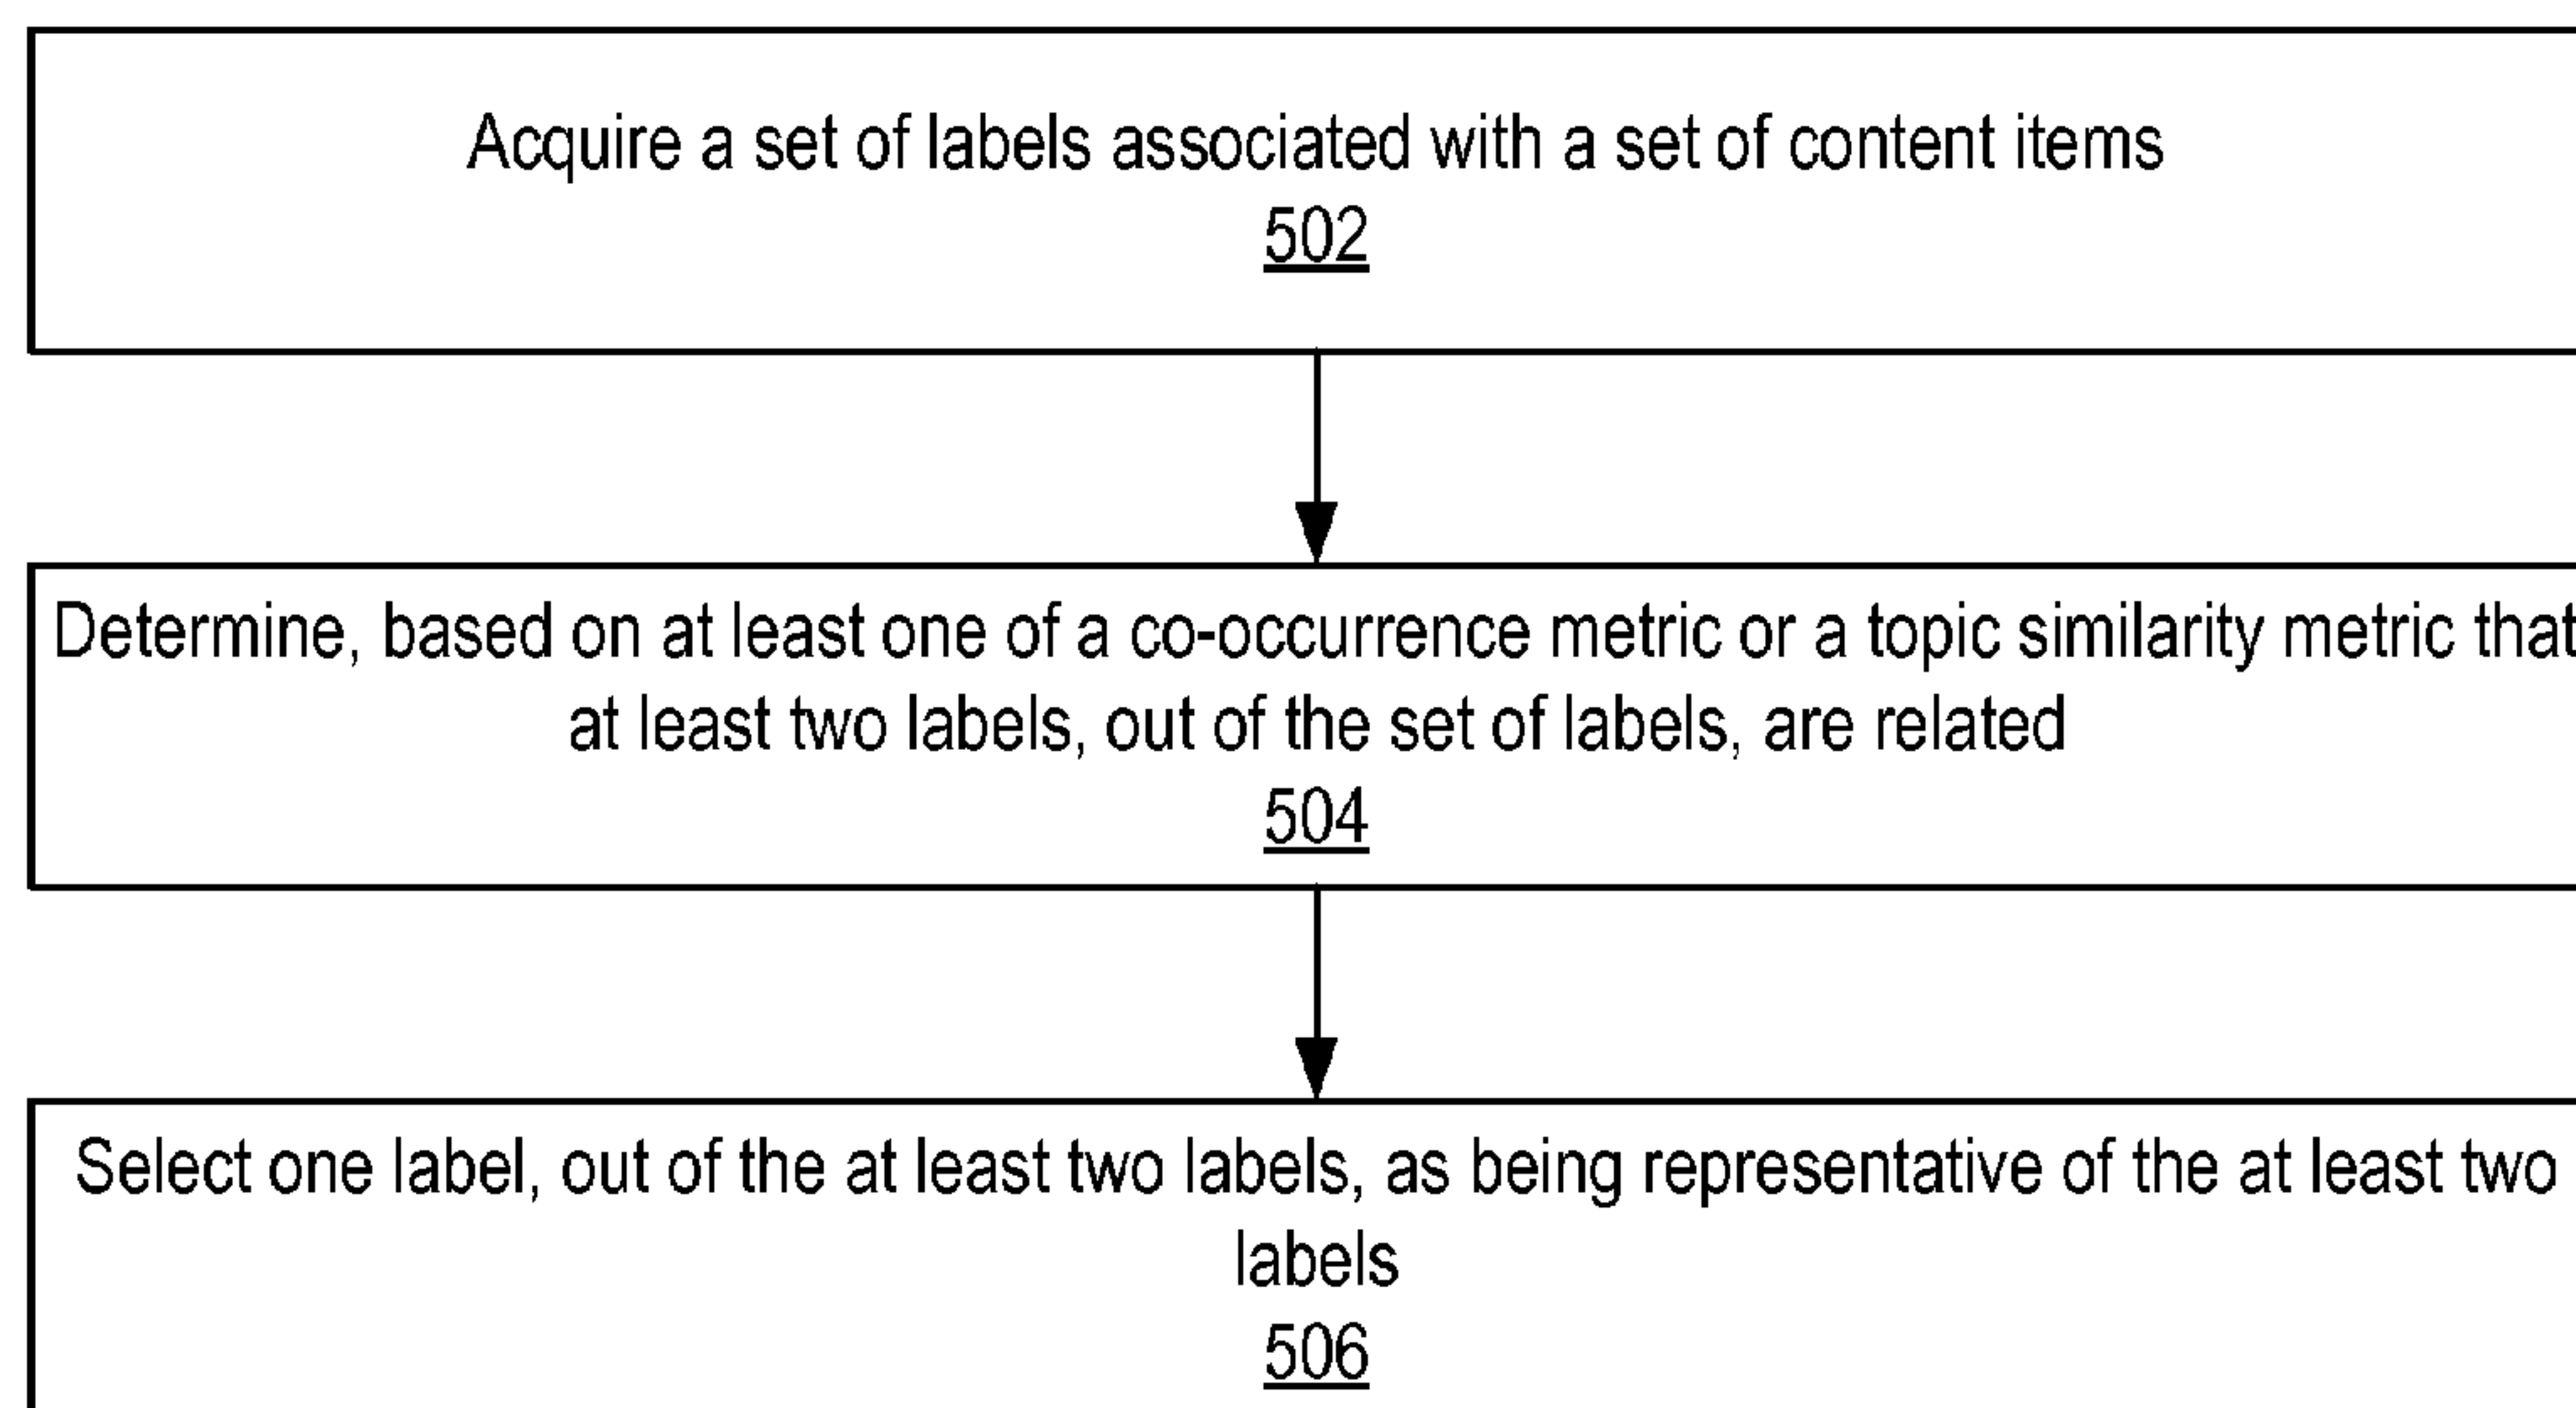 Acquire a set of labels associated with a set of content items
502
Determine, based on at least one of a co-occurrence metric or a topic similarity metric that
at least two labels, out of the set of labels, are related
504
Select one label, out of the at least two labels, as being representative of the at least two
labels
506